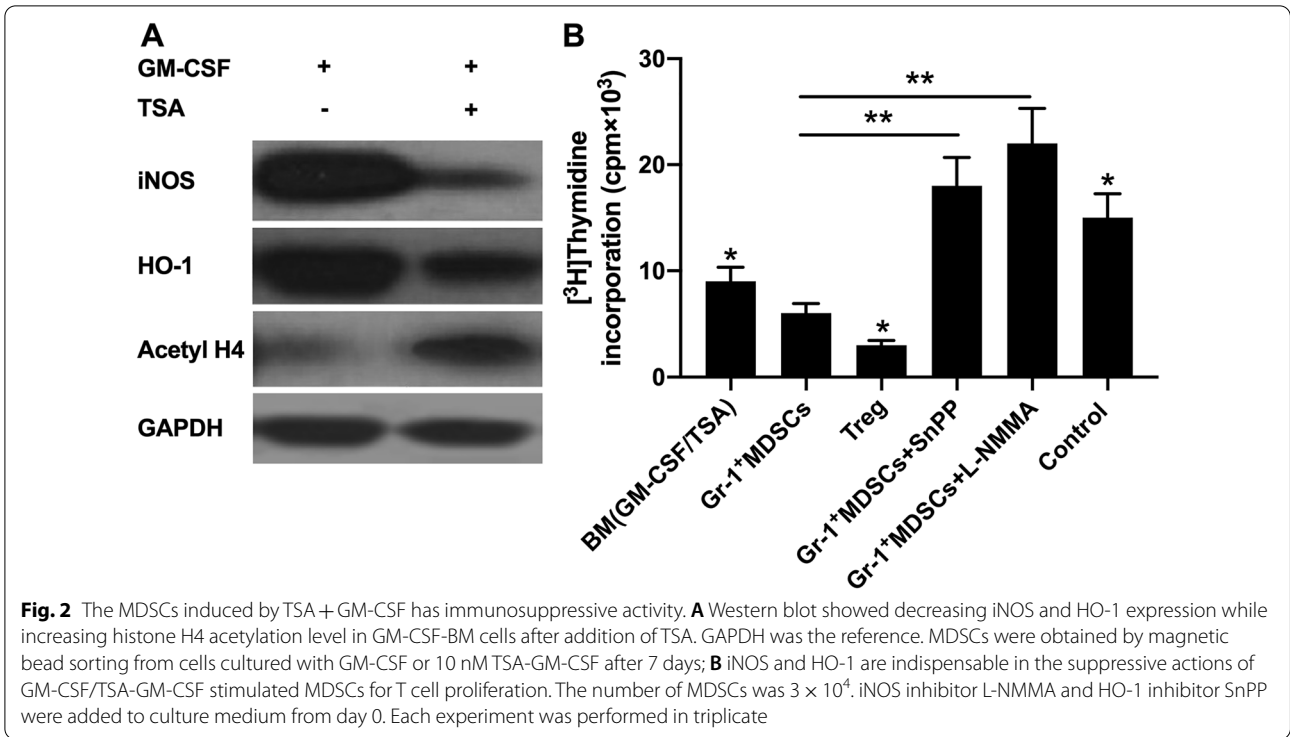 A
GM-CSF + +
TSA - +
iNOS
HO-1
Acetyl H4
GAPDH
B
[³H]Thymidine
incorporation (cpm×10³)
30
20
10
0
** 
**
*
*
*
BM(GM-CSF/TSA)
Gr-1⁺MDSCs
Treg
Gr-1⁺MDSCs+SnPP
Gr-1⁺MDSCs+L-NMMA
Control
Fig. 2 The MDSCs induced by TSA + GM-CSF has immunosuppressive activity. A Western blot showed decreasing iNOS and HO-1 expression while
increasing histone H4 acetylation level in GM-CSF-BM cells after addition of TSA. GAPDH was the reference. MDSCs were obtained by magnetic
bead sorting from cells cultured with GM-CSF or 10 nM TSA-GM-CSF after 7 days; B iNOS and HO-1 are indispensable in the suppressive actions of
GM-CSF/TSA-GM-CSF stimulated MDSCs for T cell proliferation. The number of MDSCs was 3 × 10⁴. iNOS inhibitor L-NMMA and HO-1 inhibitor SnPP
were added to culture medium from day 0. Each experiment was performed in triplicate